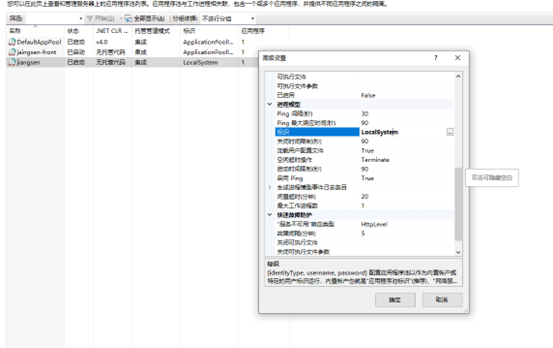 您可以在此页上查看和管理服务器上的应用程序池列表。应用程序池与工作进程相关联，包含一个或多个应用程序，并提供不同应用程序之间的隔离。
筛选: 开始(G) 全部显示(A) 分组依据: 不进行分组
名称 状态 .NET CLR ... 托管管道模式 标识 应用程序
DefaultAppPool 已启动 v4.0 集成 ApplicationPoolI... 1
jiangsen-front 已启动 无托管代码 集成 ApplicationPoolI... 1
jiangsen 已启动 无托管代码 集成 LocalSystem 1
高级设置 ? ×
可执行文件
可执行文件参数
已启用 False
进程模型
Ping 间隔(秒) 30
Ping 最大响应时间(秒) 90
标识 LocalSystem ...
关闭时间限制(秒) 90
加载用户配置文件 True
空闲超时操作 Terminate
启动时间限制(秒) 90
启用 Ping True
生成进程模型事件日志条目
闲置超时(分钟) 20
最大工作进程数 1
快速故障防护
"服务不可用"响应类型 HttpLevel
故障间隔(分钟) 5
关闭可执行文件
关闭可执行文件参数
标识
[identityType, username, password] 配置应用程序池以作为内置帐户或
特定的用户标识运行，内置帐户也就是"应用程序池标识"(推荐)、"网络服...
确定 取消
双击可隐藏空白